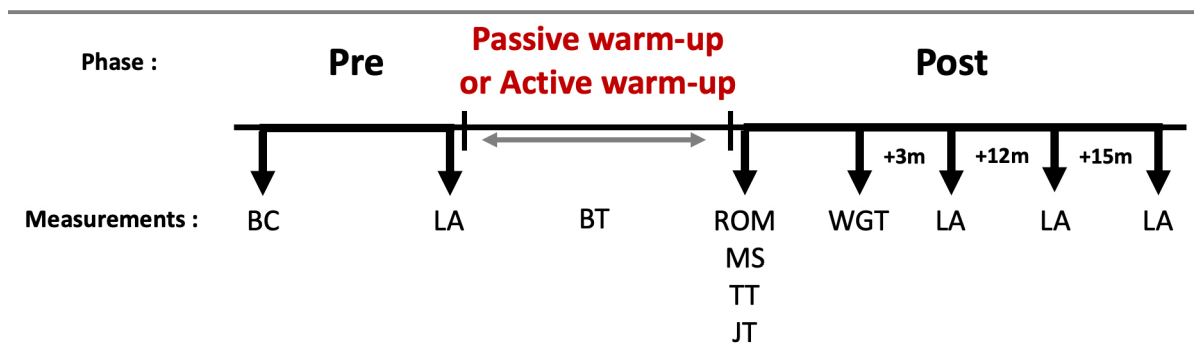 Phase : Pre Passive warm-up Post
or Active warm-up
+3m +12m +15m
Measurements : BC LA BT ROM WGT LA LA LA
MS
TT
JT